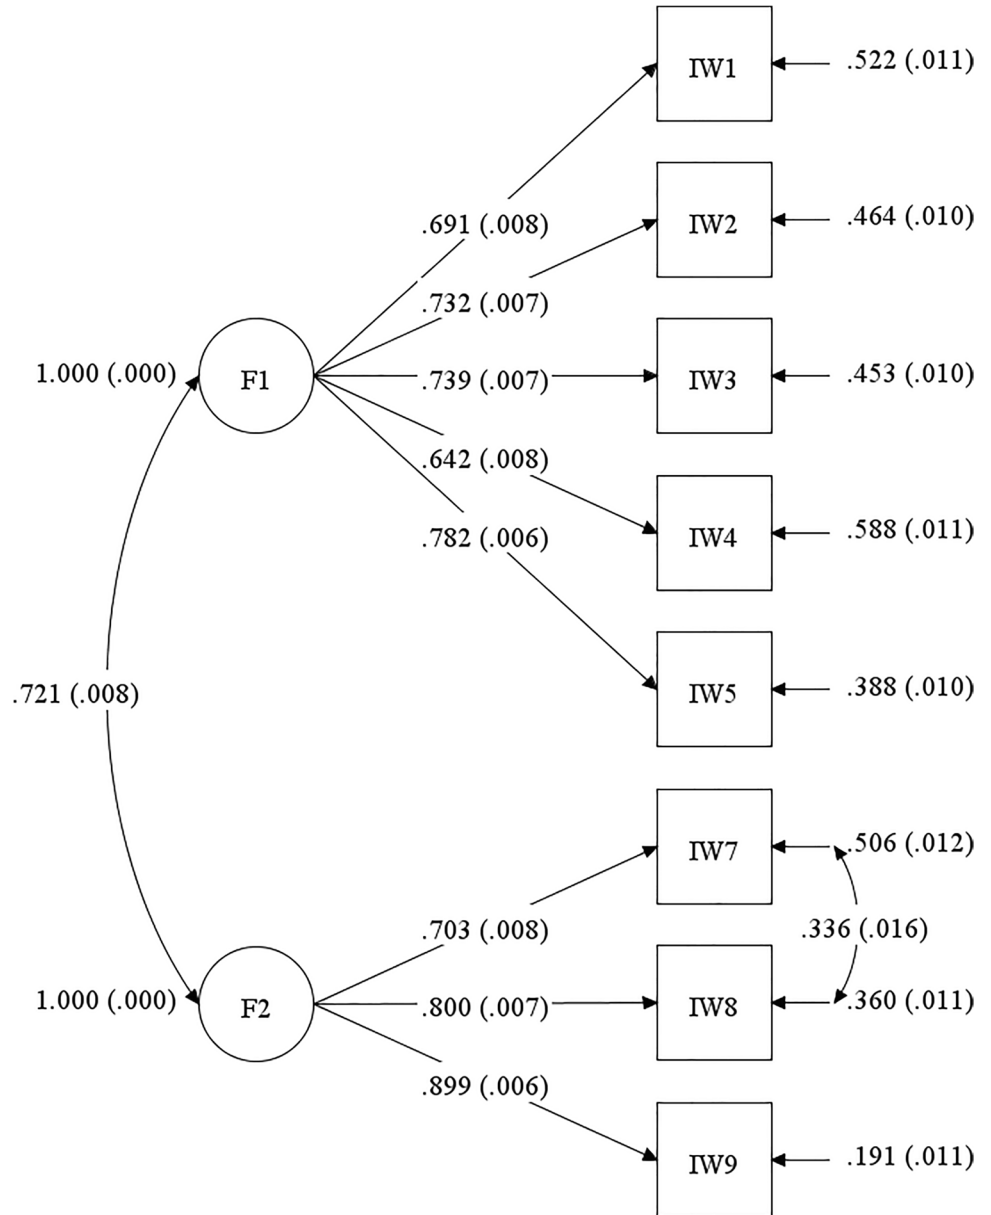 IW1
.522 (.011)
.691 (.008)
IW2
.464 (.010)
.732 (.007)
1.000 (.000)
F1
.739 (.007)
IW3
.453 (.010)
.642 (.008)
IW4
.588 (.011)
.782 (.006)
.721 (.008)
IW5
.388 (.010)
IW7
.506 (.012)
.703 (.008)
.336 (.016)
1.000 (.000)
F2
.800 (.007)
IW8
.360 (.011)
.899 (.006)
IW9
.191 (.011)